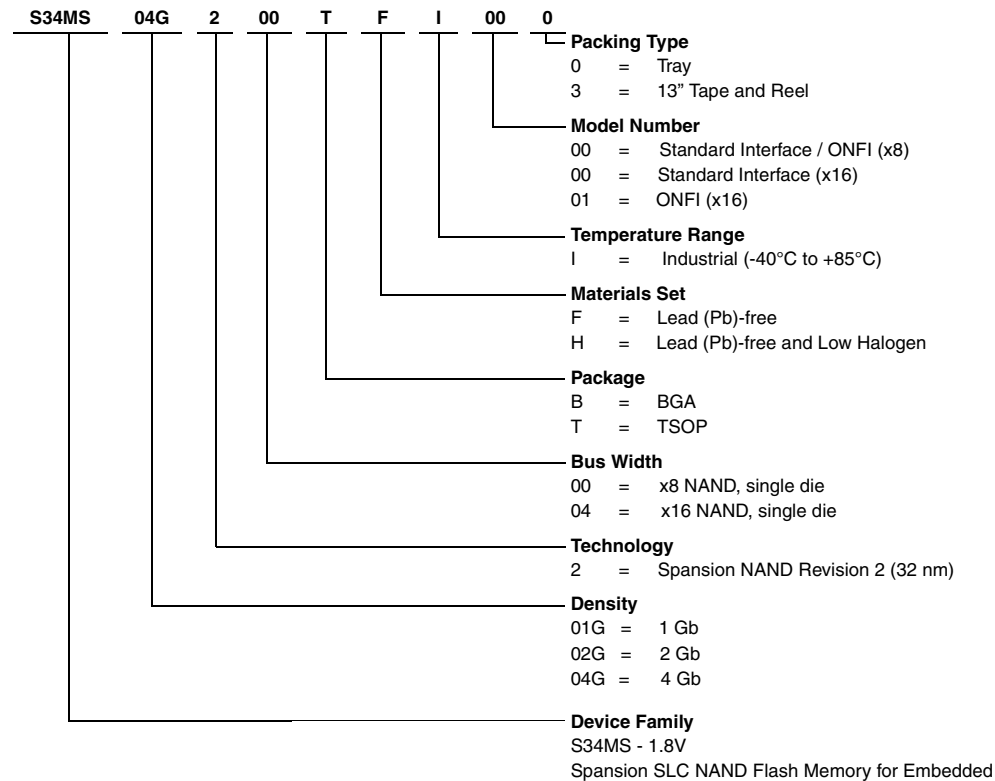 S34MS 04G 2 00 T F I 00 0
Packing Type
0 = Tray
3 = 13” Tape and Reel
Model Number
00 = Standard Interface / ONFI (x8)
00 = Standard Interface (x16)
01 = ONFI (x16)
Temperature Range
I = Industrial (-40°C to +85°C)
Materials Set
F = Lead (Pb)-free
H = Lead (Pb)-free and Low Halogen
Package
B = BGA
T = TSOP
Bus Width
00 = x8 NAND, single die
04 = x16 NAND, single die
Technology
2 = Spansion NAND Revision 2 (32 nm)
Density
01G = 1 Gb
02G = 2 Gb
04G = 4 Gb
Device Family
S34MS - 1.8V
Spansion SLC NAND Flash Memory for Embedded